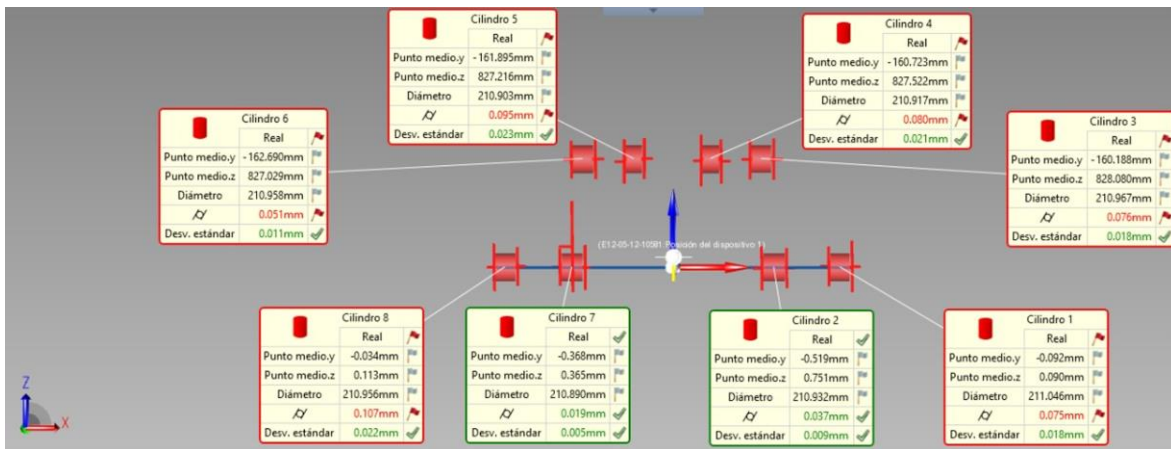 Cilindro 5
Real
Punto medio.y -161.895mm
Punto medio.z 827.216mm
Diámetro 210.903mm
0.095mm
Desv. estándar 0.023mm
Cilindro 4
Real
Punto medio.y -160.723mm
Punto medio.z 827.522mm
Diámetro 210.917mm
0.080mm
Desv. estándar 0.021mm
Cilindro 6
Real
Punto medio.y -162.690mm
Punto medio.z 827.029mm
Diámetro 210.958mm
0.051mm
Desv. estándar 0.011mm
Cilindro 3
Real
Punto medio.y -160.188mm
Punto medio.z 828.080mm
Diámetro 210.967mm
0.076mm
Desv. estándar 0.018mm
(E12-05-12-10581 Posición del dispositivo 1)
Cilindro 8
Real
Punto medio.y -0.034mm
Punto medio.z 0.113mm
Diámetro 210.956mm
0.107mm
Desv. estándar 0.022mm
Cilindro 7
Real
Punto medio.y -0.368mm
Punto medio.z 0.365mm
Diámetro 210.890mm
0.019mm
Desv. estándar 0.005mm
Cilindro 2
Real
Punto medio.y -0.519mm
Punto medio.z 0.751mm
Diámetro 210.932mm
0.037mm
Desv. estándar 0.009mm
Cilindro 1
Real
Punto medio.y -0.092mm
Punto medio.z 0.090mm
Diámetro 211.046mm
0.075mm
Desv. estándar 0.018mm
Z
X